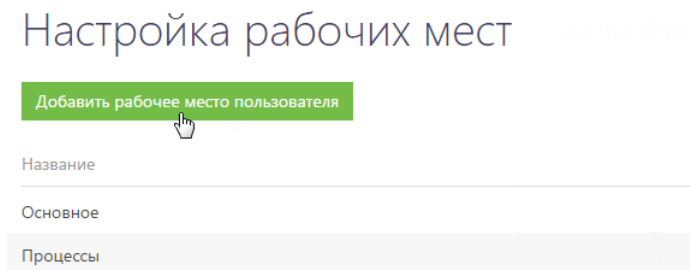 Настройка рабочих мест
Добавить рабочее место пользователя
Название
Основное
Процессы